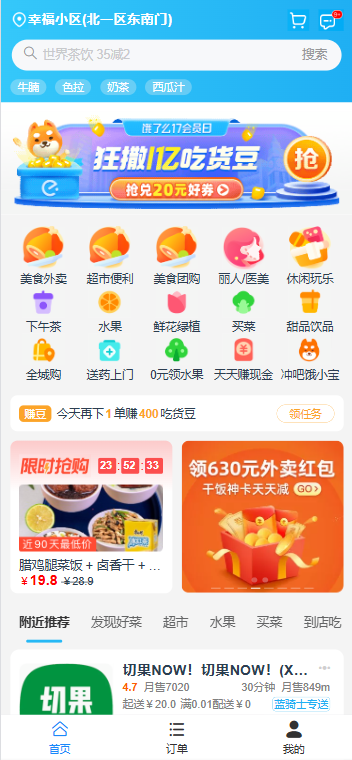 幸福小区(北一区东南门)
世界茶饮 35减2
搜索
牛腩
色拉
奶茶
西瓜汁
饿了么17会员日
狂撒1亿吃货豆
抢兑20元好券
抢
美食外卖
超市便利
美食团购
丽人/医美
休闲玩乐
下午茶
水果
鲜花绿植
买菜
甜品饮品
全城购
送药上门
0元领水果
天天赚现金
冲吧饿小宝
赚豆
今天再下1单赚400吃货豆
领任务
限时抢购
23:52:33
近90天最低价
腊鸡腿菜饭+卤香干+...
¥19.8 ¥28.9
领630元外卖红包
干饭神卡天天减 GO>
附近推荐
发现好菜
超市
水果
买菜
到店吃
切果
切果NOW! 切果NOW!(X...
4.7 月售7020
30分钟 月售849m
起送¥20.0 满0.01配送¥0
蓝骑士专送
首页
订单
我的